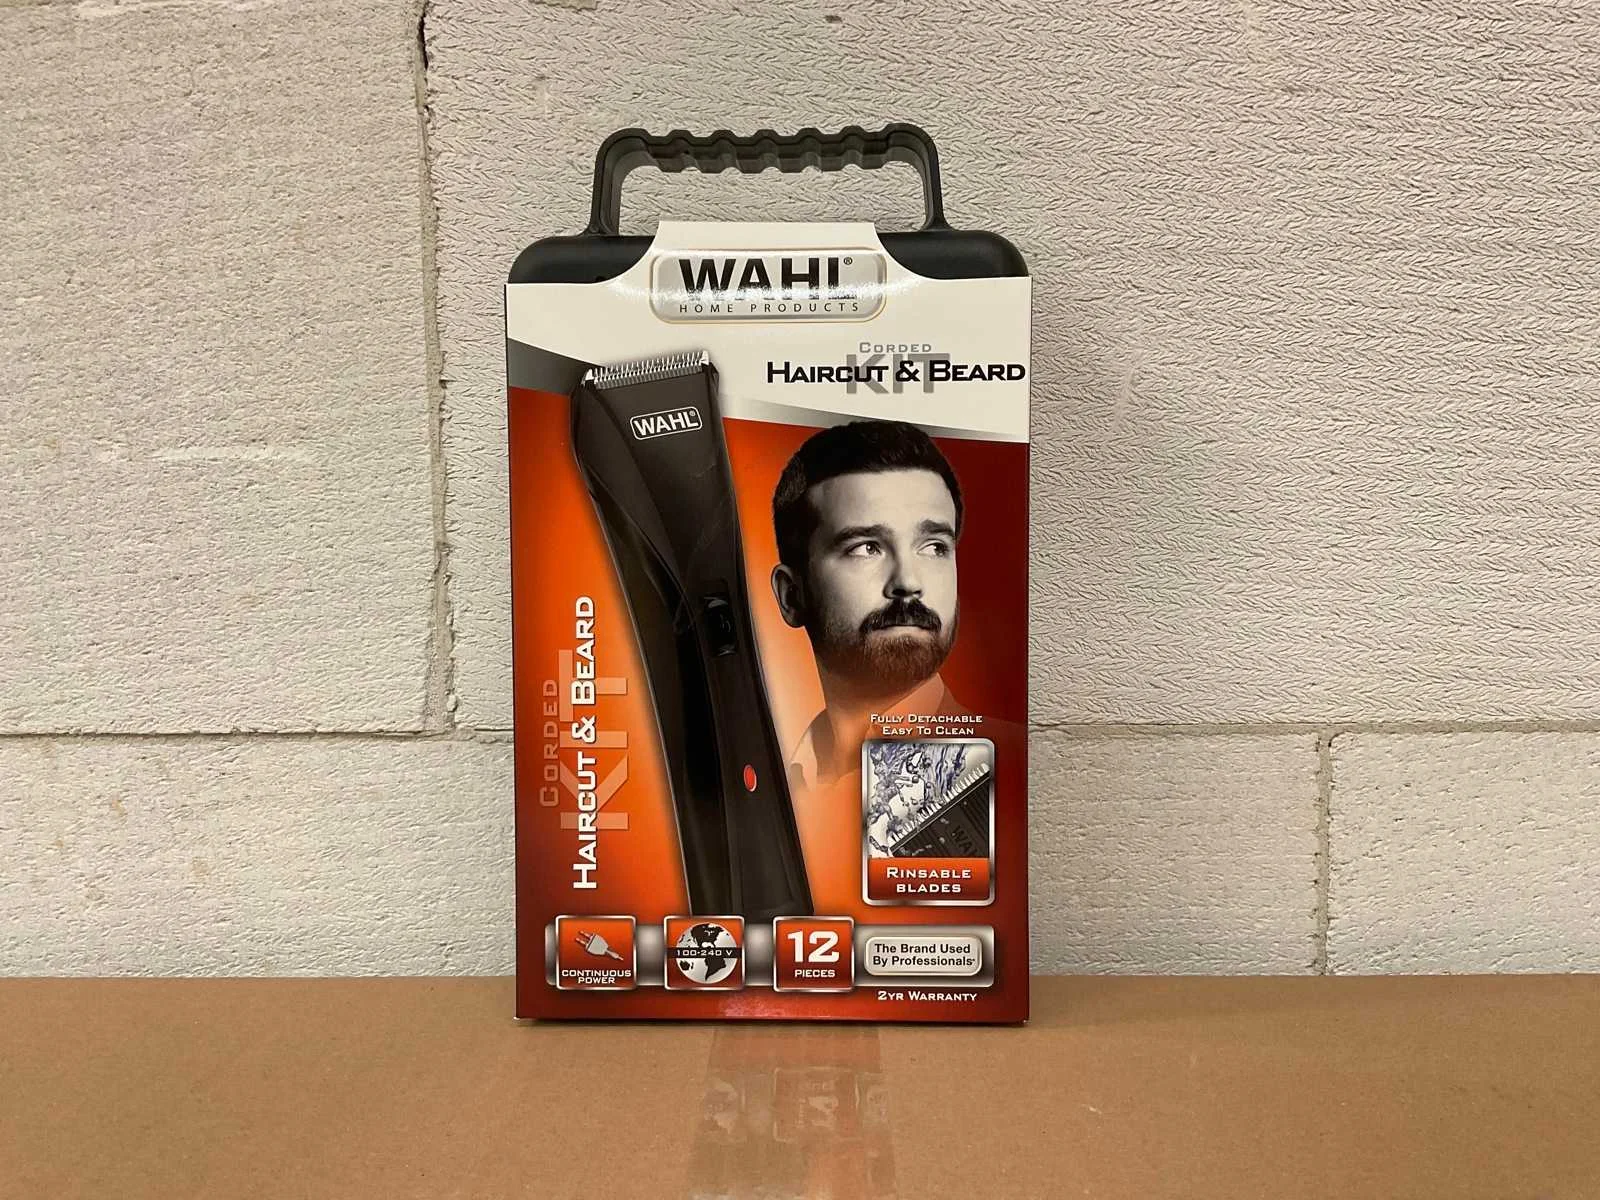 WAHL®
HOME PRODUCTS
CORDED
KIT
HAIRCUT & BEARD
WAHL®
CORDED
KIT
HAIRCUT & BEARD
FULLY DETACHABLE
EASY TO CLEAN
WAHL
RINSABLE
BLADES
CONTINUOUS
POWER
100-240 V
12
PIECES
The Brand Used
By Professionals®
2YR WARRANTY